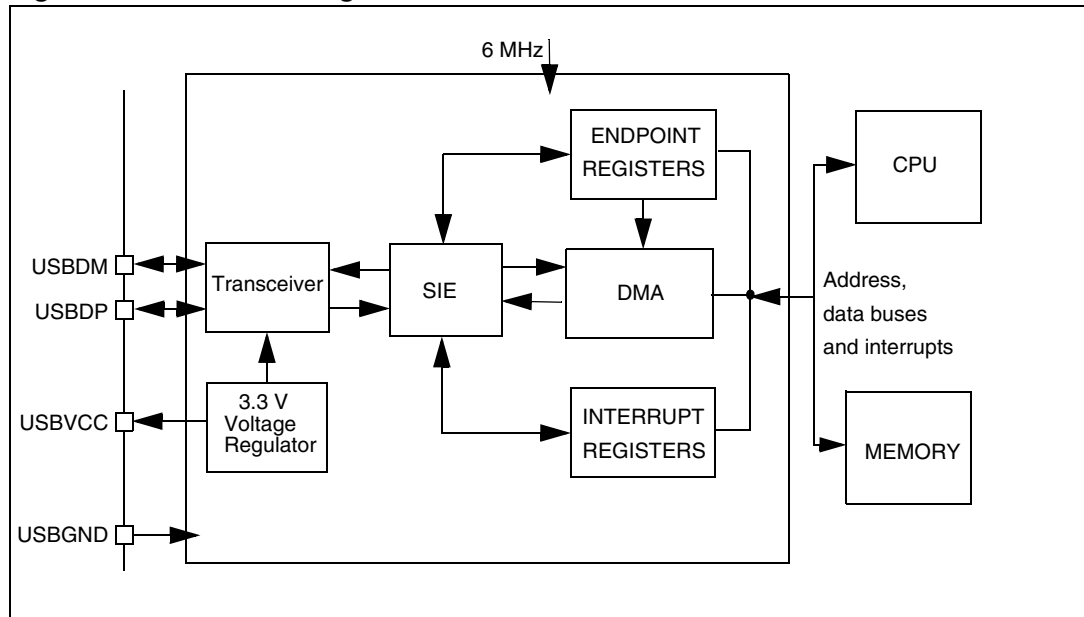 6 MHz
ENDPOINT
REGISTERS
CPU
USBDM
USBDP
Transceiver
SIE
DMA
Address,
data buses
and interrupts
USBVCC
3.3 V
Voltage
Regulator
INTERRUPT
REGISTERS
MEMORY
USBGND